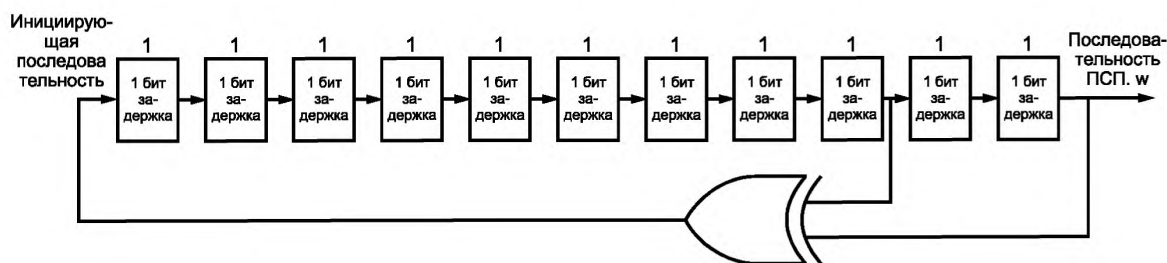 Инициирую-
щая
последова
тельность
1 1 1 1 1 1 1 1 1 1 1
1 бит
за-
держка
1 бит
за-
держка
1 бит
за-
держка
1 бит
за-
держка
1 бит
за-
держка
1 бит
за-
держка
1 бит
за-
держка
1 бит
за-
держка
1 бит
за-
держка
1 бит
за-
держка
1 бит
за-
держка
Последова-
тельность
ПСП. w